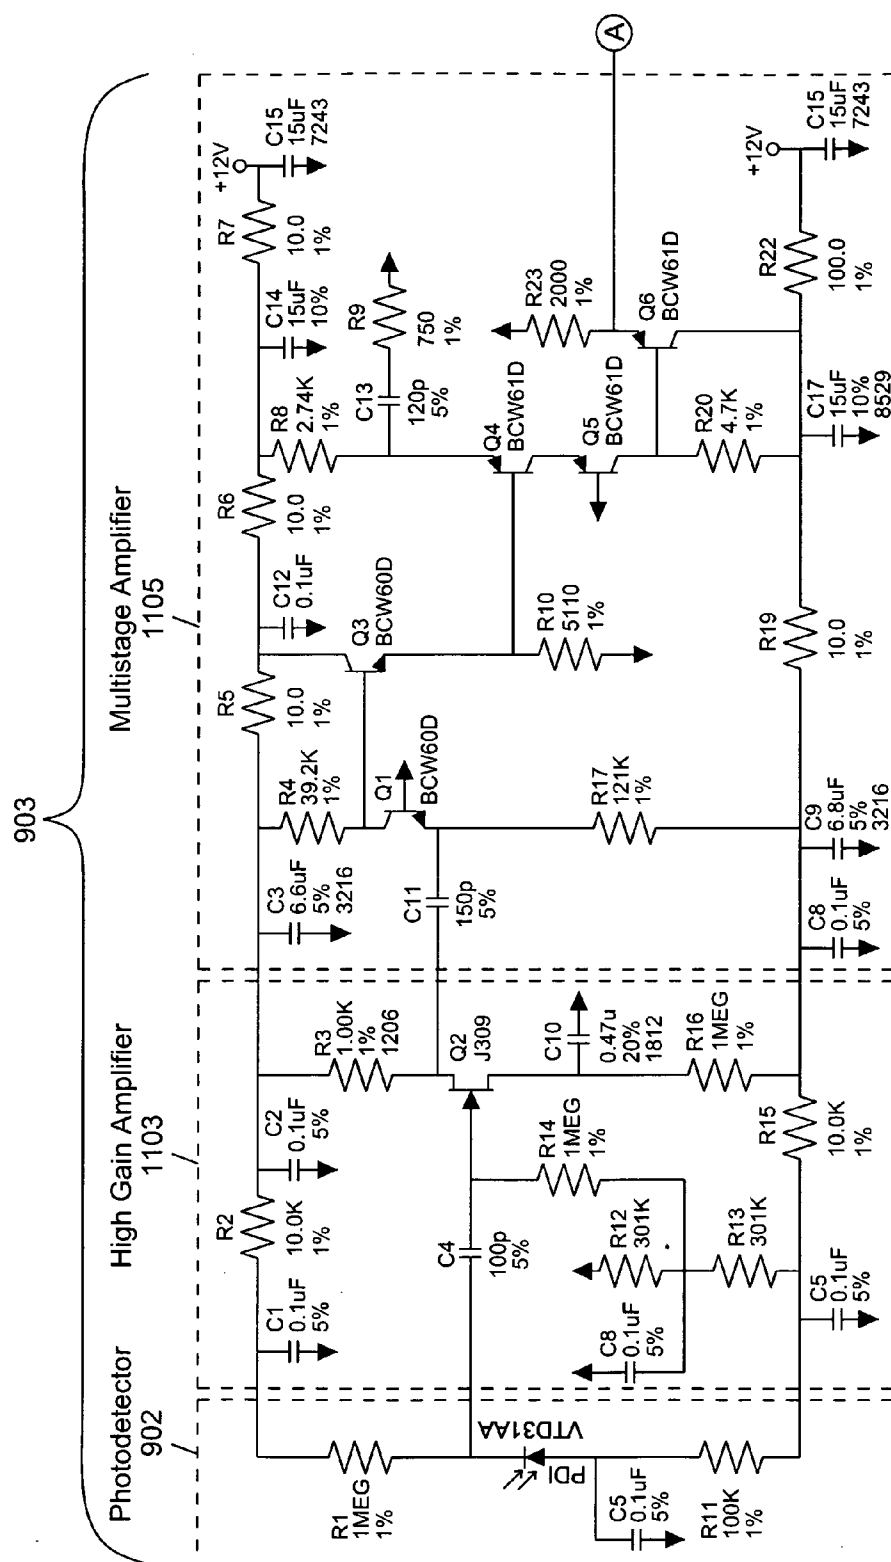 903
Photodetector
902
High Gain Amplifier
1103
Multistage Amplifier
1105
R1
1MEG
1%
C1
0.1uF
5%
R2
10.0K
1%
C2
0.1uF
5%
R3
1.00K
1%
1206
C3
6.6uF
5%
3216
R4
39.2K
1%
R5
10.0
1%
C12
0.1uF
R6
10.0
1%
R8
2.74K
1%
C14
15uF
10%
R7
10.0
1%
+12V
C15
15uF
7243
VTD31AA
PDI
C4
100p
5%
Q2
J309
C11
150p
5%
Q1
BCW60D
Q3
BCW60D
C13
120p
5%
R9
750
1%
Q4
BCW61D
Q5
BCW61D
R23
2000
1%
Q6
BCW61D
A
C5
0.1uF
5%
R11
100K
1%
C8
0.1uF
5%
R12
301K
R14
1MEG
1%
C10
0.47u
20%
1812
R13
301K
C5
0.1uF
5%
R15
10.0K
1%
R16
1MEG
1%
C8
0.1uF
5%
R17
121K
1%
C9
6.8uF
5%
3216
R10
5110
1%
R19
10.0
1%
R20
4.7K
1%
C17
15uF
10%
8529
R22
100.0
1%
+12V
C15
15uF
7243